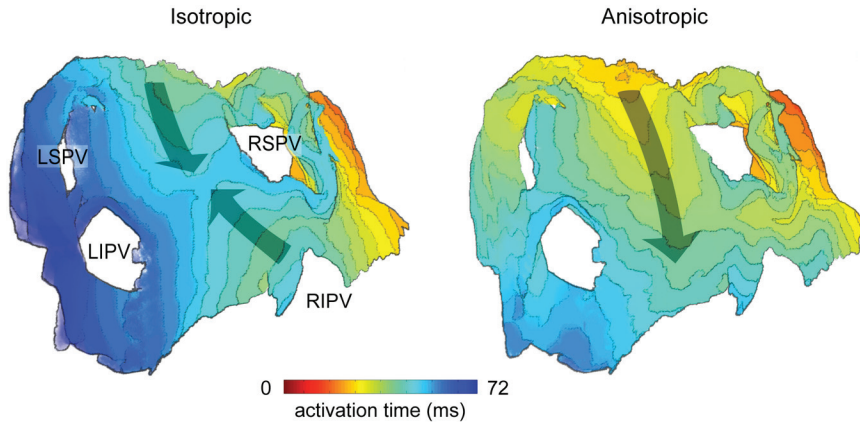 Isotropic
Anisotropic
LSPV
RSPV
LIPV
RIPV
0 72
activation time (ms)